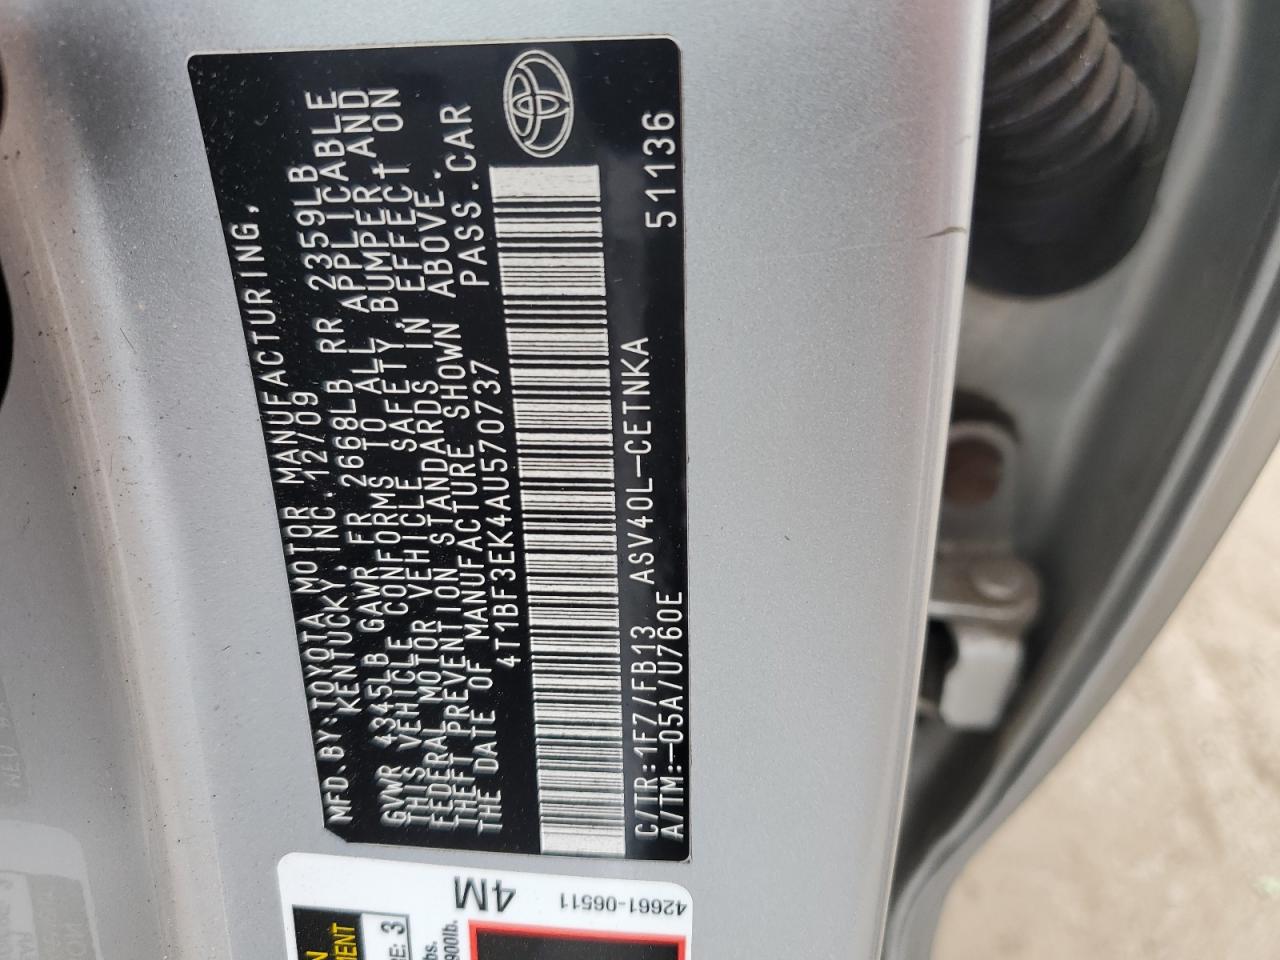 MFD.BY:TOYOTA MOTOR MANUFACTURING,
KENTUCKY,INC.12/09
GVWR 4345LB GAWR FR 2668LB RR 2359LB
THIS VEHICLE CONFORMS TO ALL APPLICABLE
FEDERAL MOTOR VEHICLE SAFETY,BUMPER,AND
THEFT PREVENTION STANDARDS IN EFFECT ON
THE DATE OF MANUFACTURE SHOWN ABOVE.
4T1BF3EK4AU570737 PASS.CAR
C/TR:1F7/FB13 ASV40L-CETNKA 51136
A/TM:-05A/U760E
4M
42661-06511
900lb.